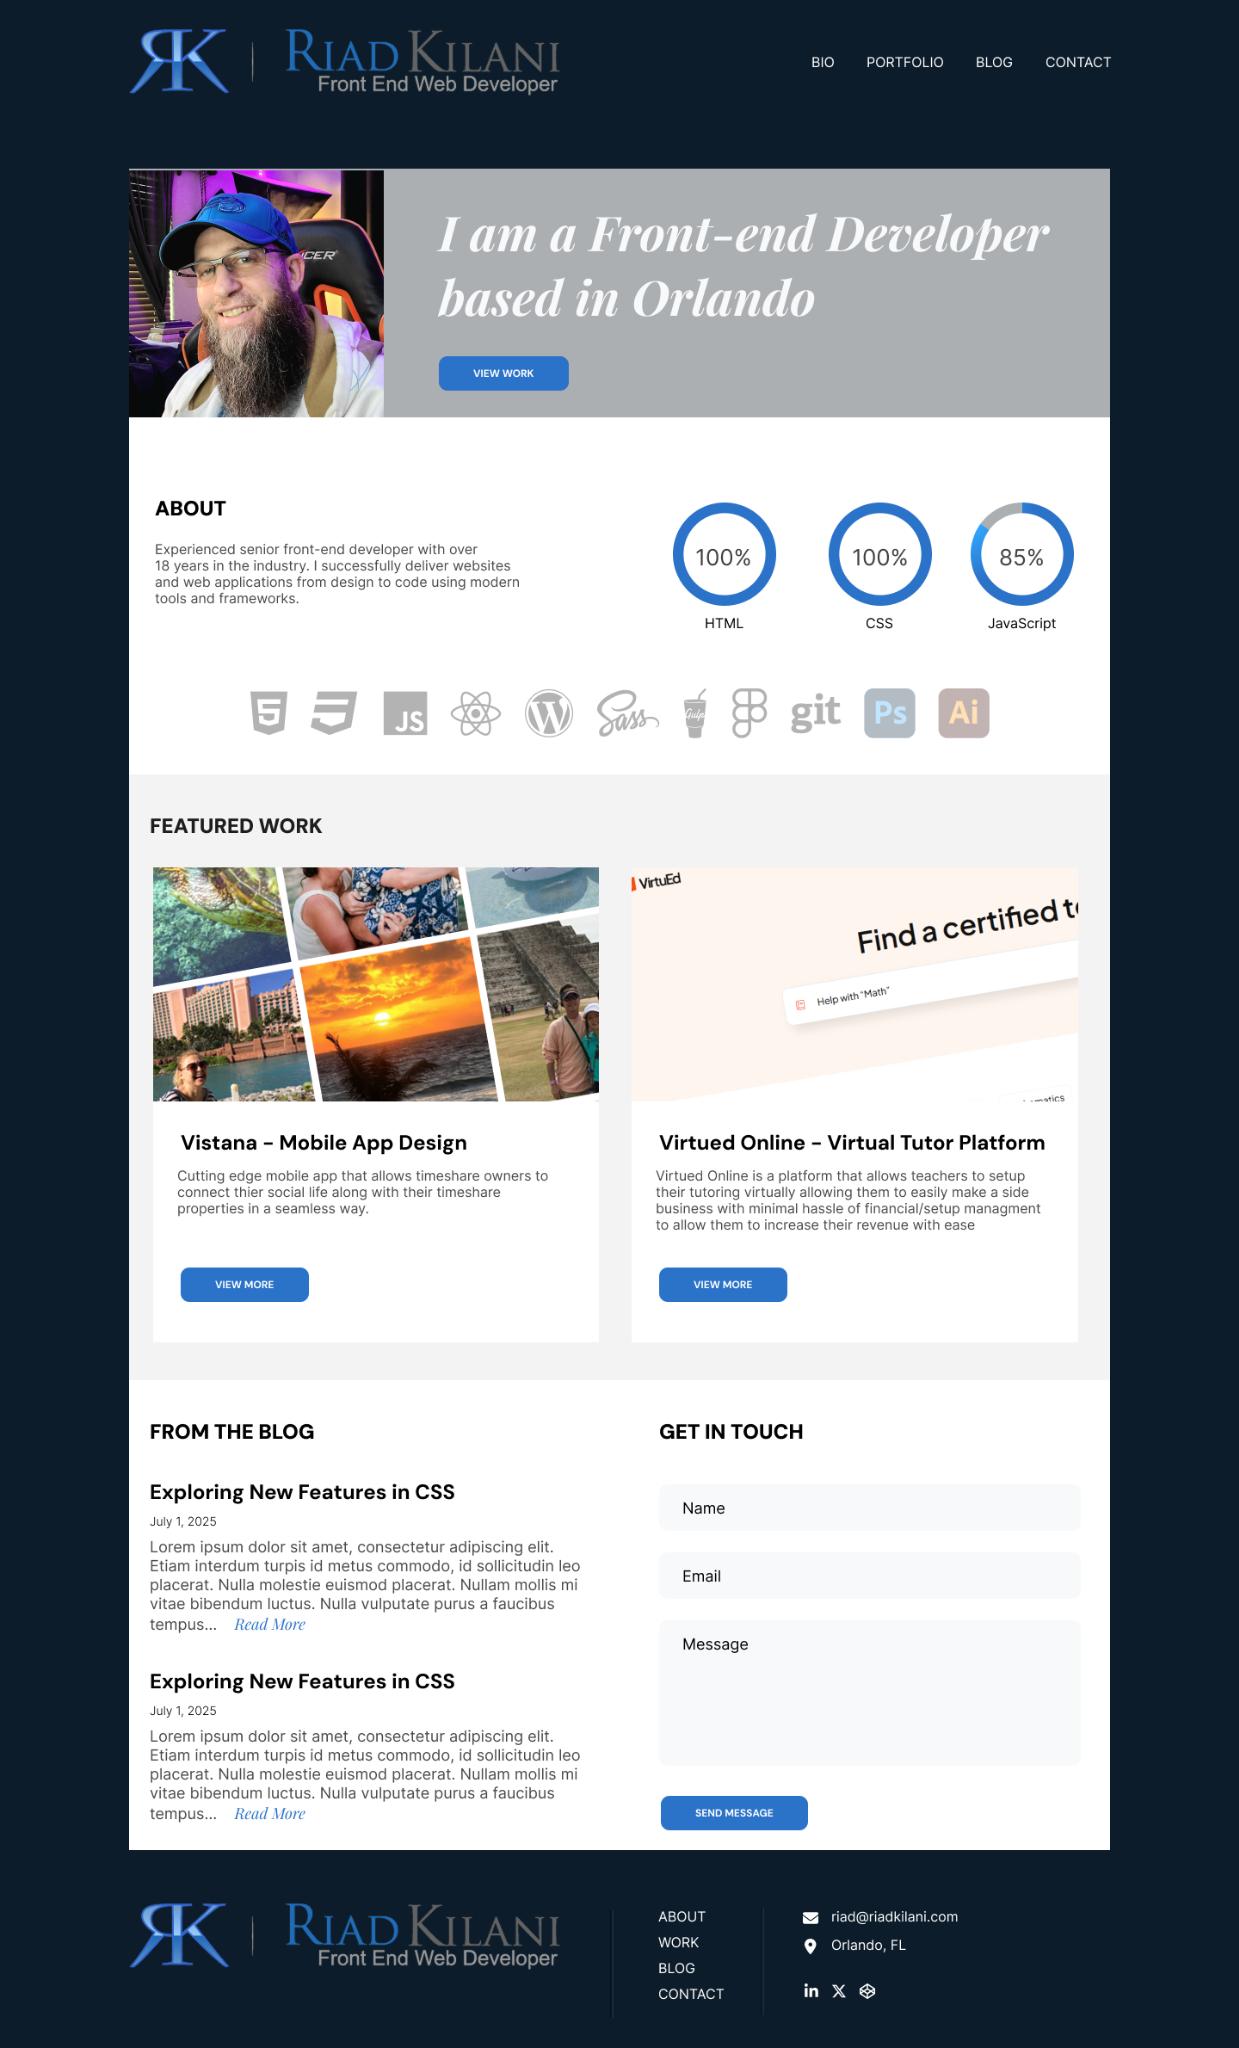 RK | RIAD KILANI
Front End Web Developer
BIO PORTFOLIO BLOG CONTACT
CER
I am a Front-end Developer
based in Orlando
VIEW WORK
ABOUT
Experienced senior front-end developer with over
18 years in the industry. I successfully deliver websites
and web applications from design to code using modern
tools and frameworks.
100% 100% 85%
HTML CSS JavaScript
5 3 JS W Sass Gulp git Ps Ai
FEATURED WORK
VirtuEd
Find a certified t
Help with "Math"
matics
Vistana - Mobile App Design
Cutting edge mobile app that allows timeshare owners to
connect thier social life along with their timeshare
properties in a seamless way.
VIEW MORE
Virtued Online - Virtual Tutor Platform
Virtued Online is a platform that allows teachers to setup
their tutoring virtually allowing them to easily make a side
business with minimal hassle of financial/setup managment
to allow them to increase their revenue with ease
VIEW MORE
FROM THE BLOG
Exploring New Features in CSS
July 1, 2025
Lorem ipsum dolor sit amet, consectetur adipiscing elit.
Etiam interdum turpis id metus commodo, id sollicitudin leo
placerat. Nulla molestie euismod placerat. Nullam mollis mi
vitae bibendum luctus. Nulla vulputate purus a faucibus
tempus... Read More
Exploring New Features in CSS
July 1, 2025
Lorem ipsum dolor sit amet, consectetur adipiscing elit.
Etiam interdum turpis id metus commodo, id sollicitudin leo
placerat. Nulla molestie euismod placerat. Nullam mollis mi
vitae bibendum luctus. Nulla vulputate purus a faucibus
tempus... Read More
GET IN TOUCH
Name
Email
Message
SEND MESSAGE
RK | RIAD KILANI
Front End Web Developer
ABOUT
WORK
BLOG
CONTACT
riad@riadkilani.com
Orlando, FL
in X